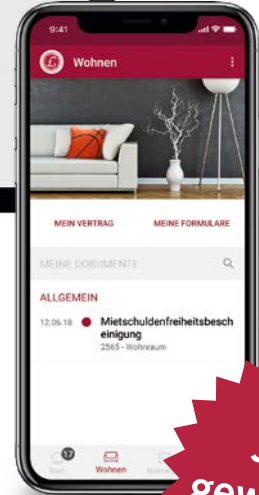 9:41
Wohnen
MEIN VERTRAG MEINE FORMULARE
MEINE DOKUMENTE
ALLGEMEIN
12.06.18 Mietschuldenfreiheitsbesch
einigung
2565 - Wohnraum
17
Start Wohnen